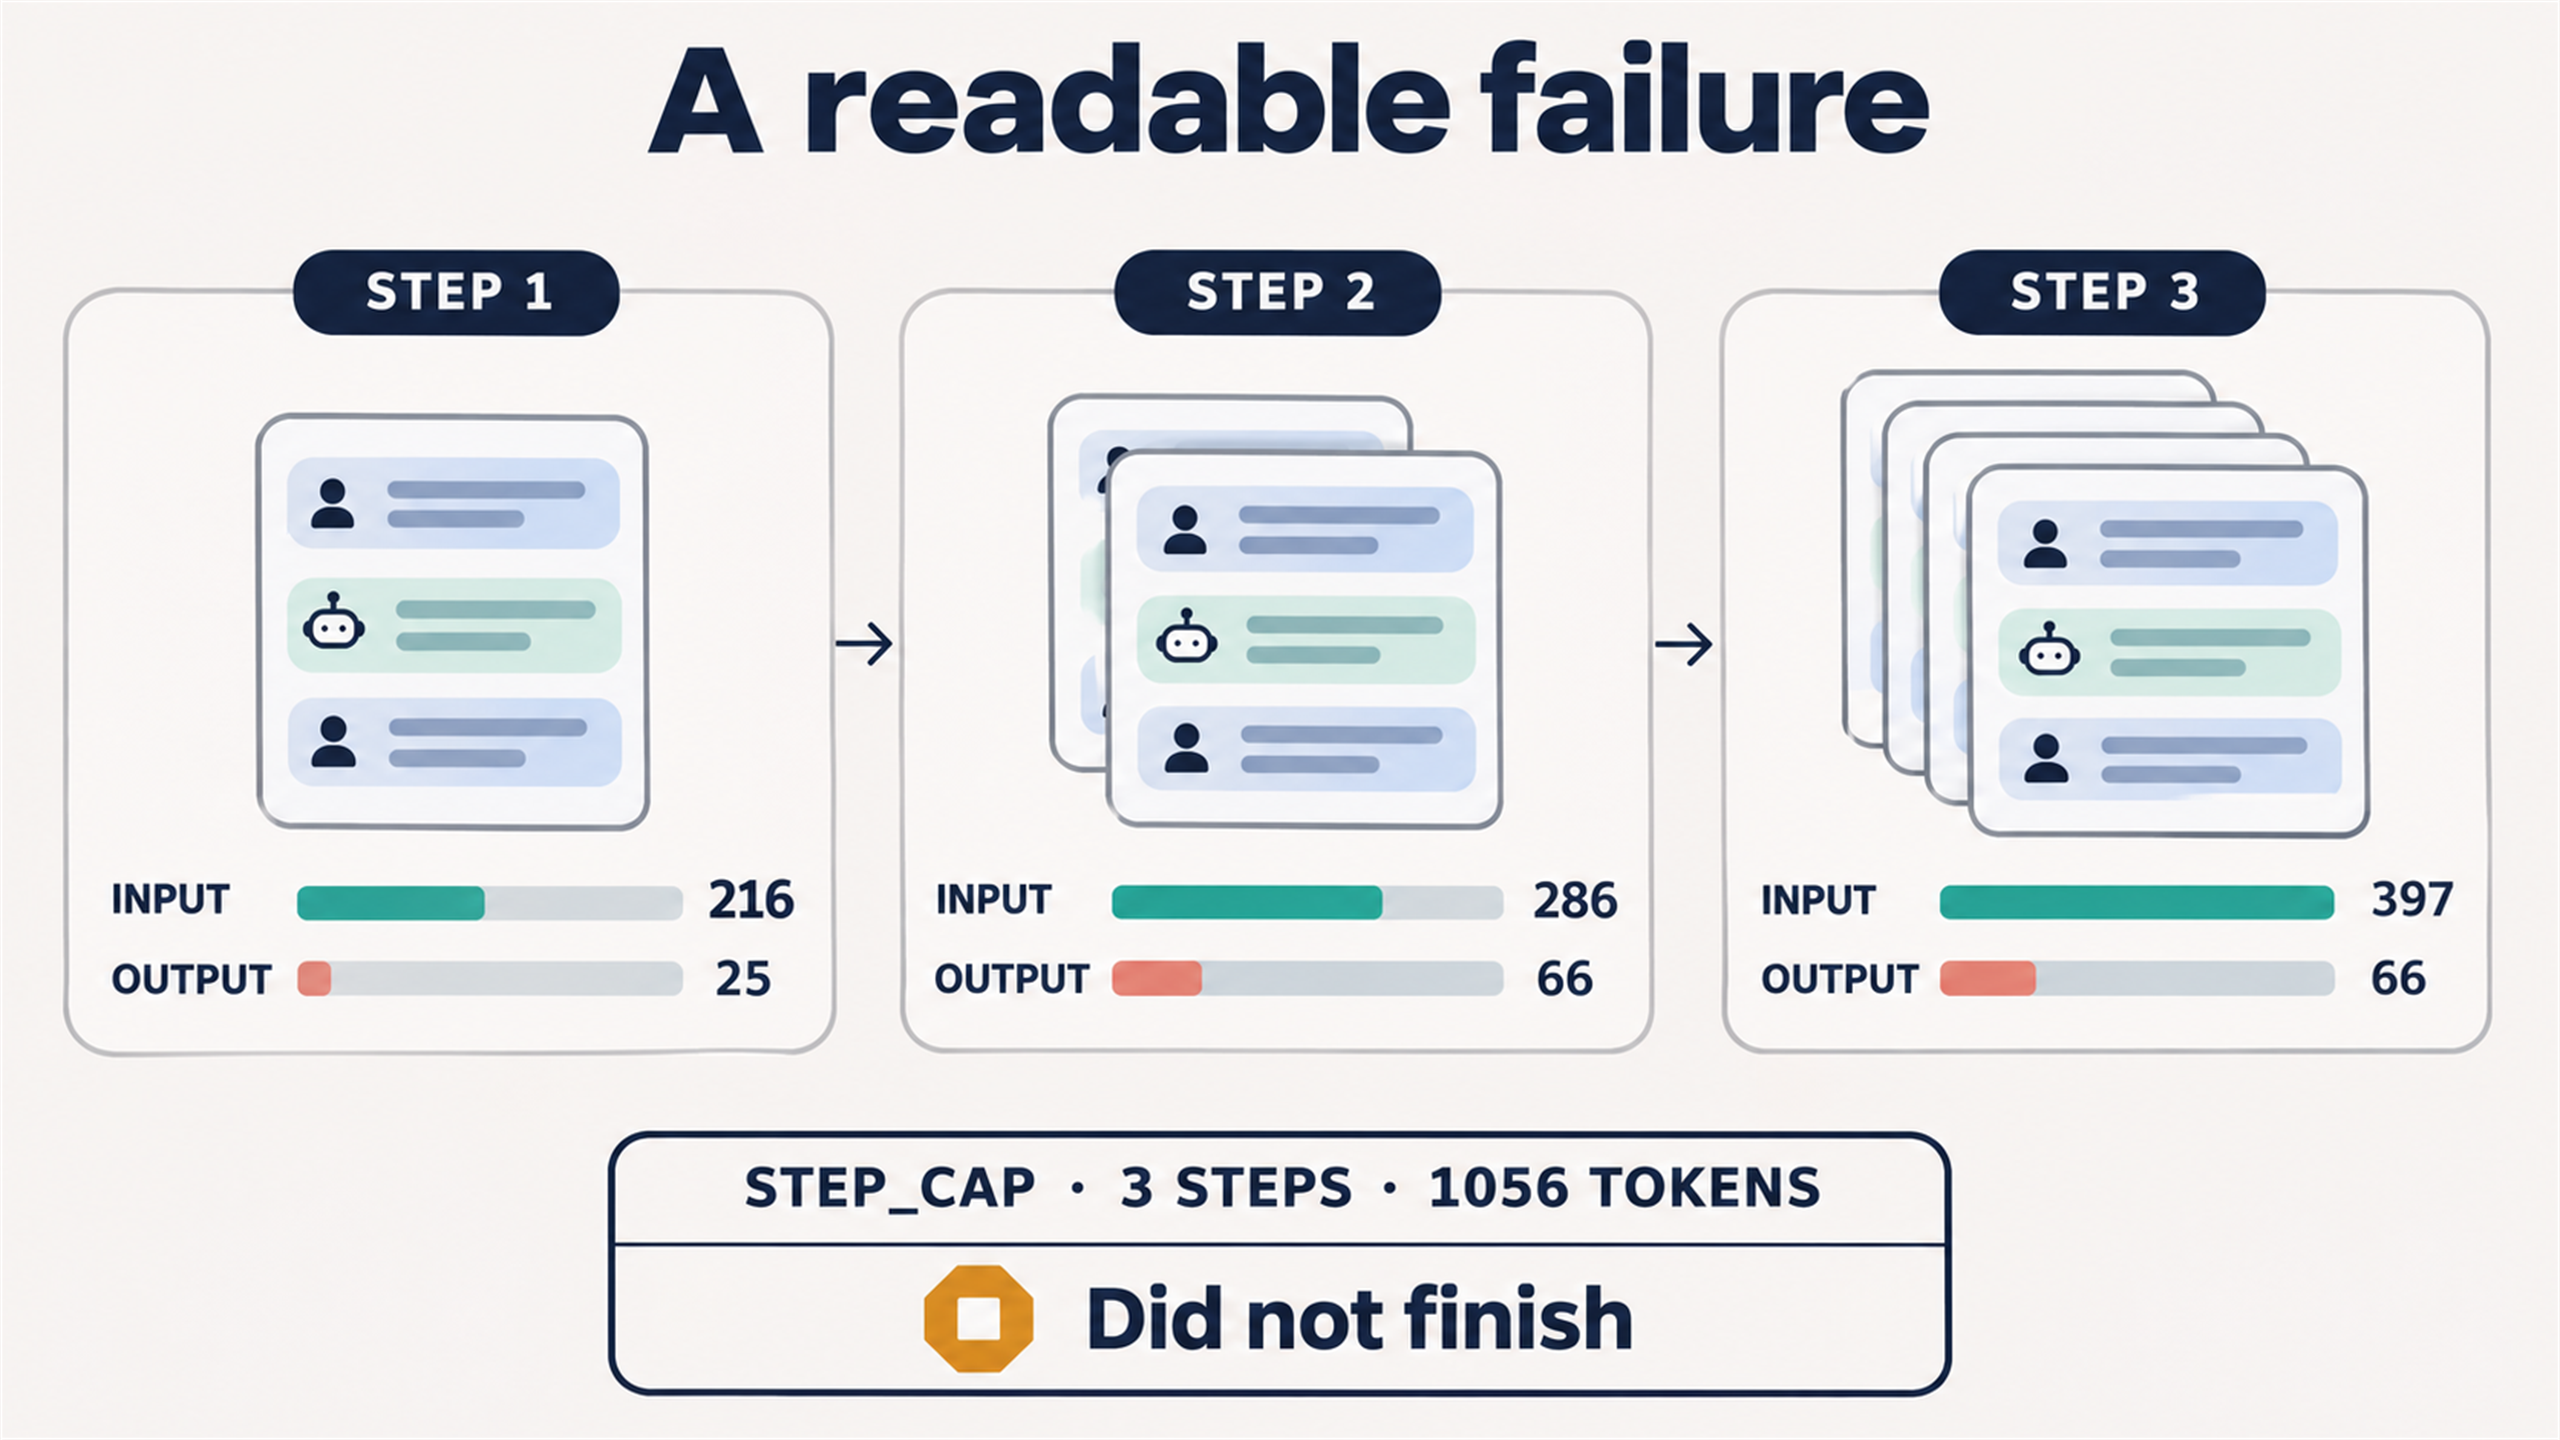 A readable failure
STEP 1
INPUT 216
OUTPUT 25
STEP 2
INPUT 286
OUTPUT 66
STEP 3
INPUT 397
OUTPUT 66
STEP_CAP · 3 STEPS · 1056 TOKENS
Did not finish